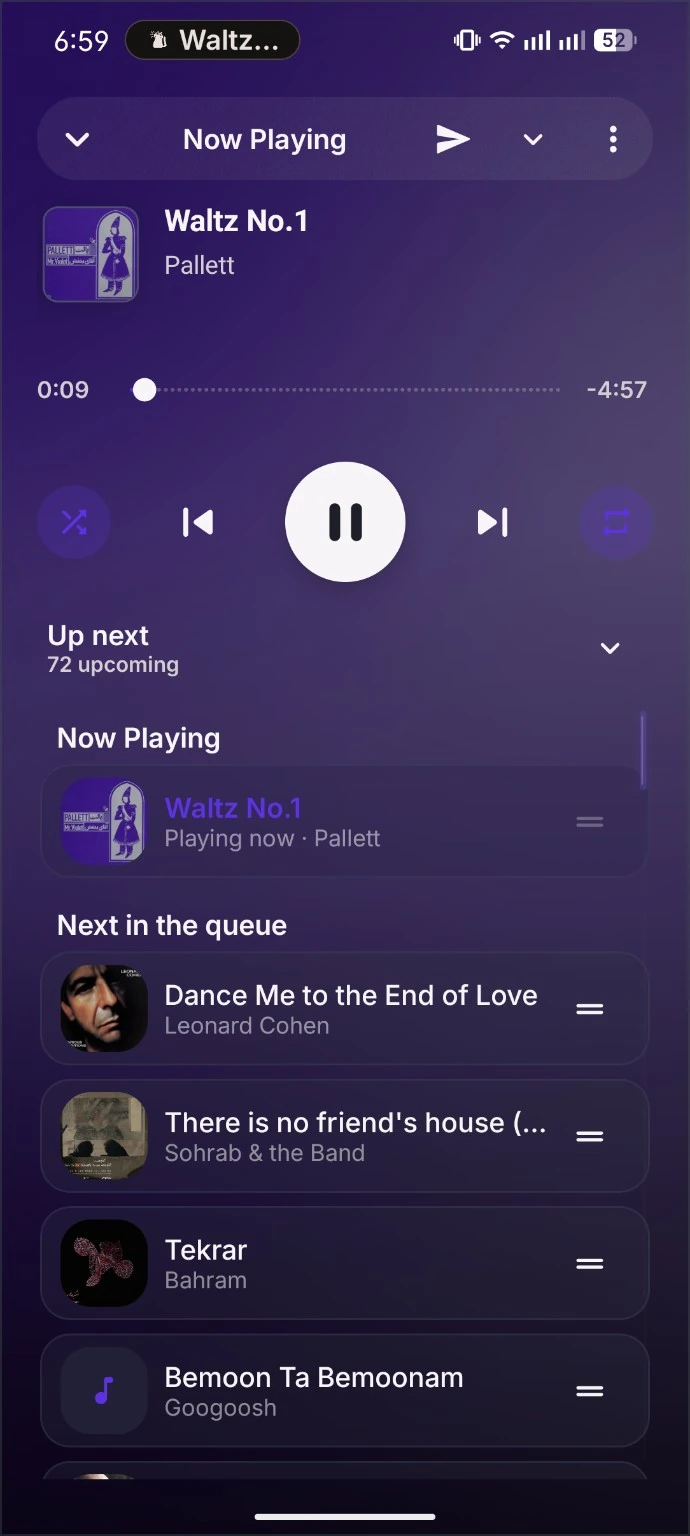 6:59
Waltz...
52
Now Playing
Waltz No.1
Pallett
0:09
-4:57
Up next
72 upcoming
Now Playing
Waltz No.1
Playing now · Pallett
Next in the queue
Dance Me to the End of Love
Leonard Cohen
There is no friend's house (...
Sohrab & the Band
Tekrar
Bahram
Bemoon Ta Bemoonam
Googoosh